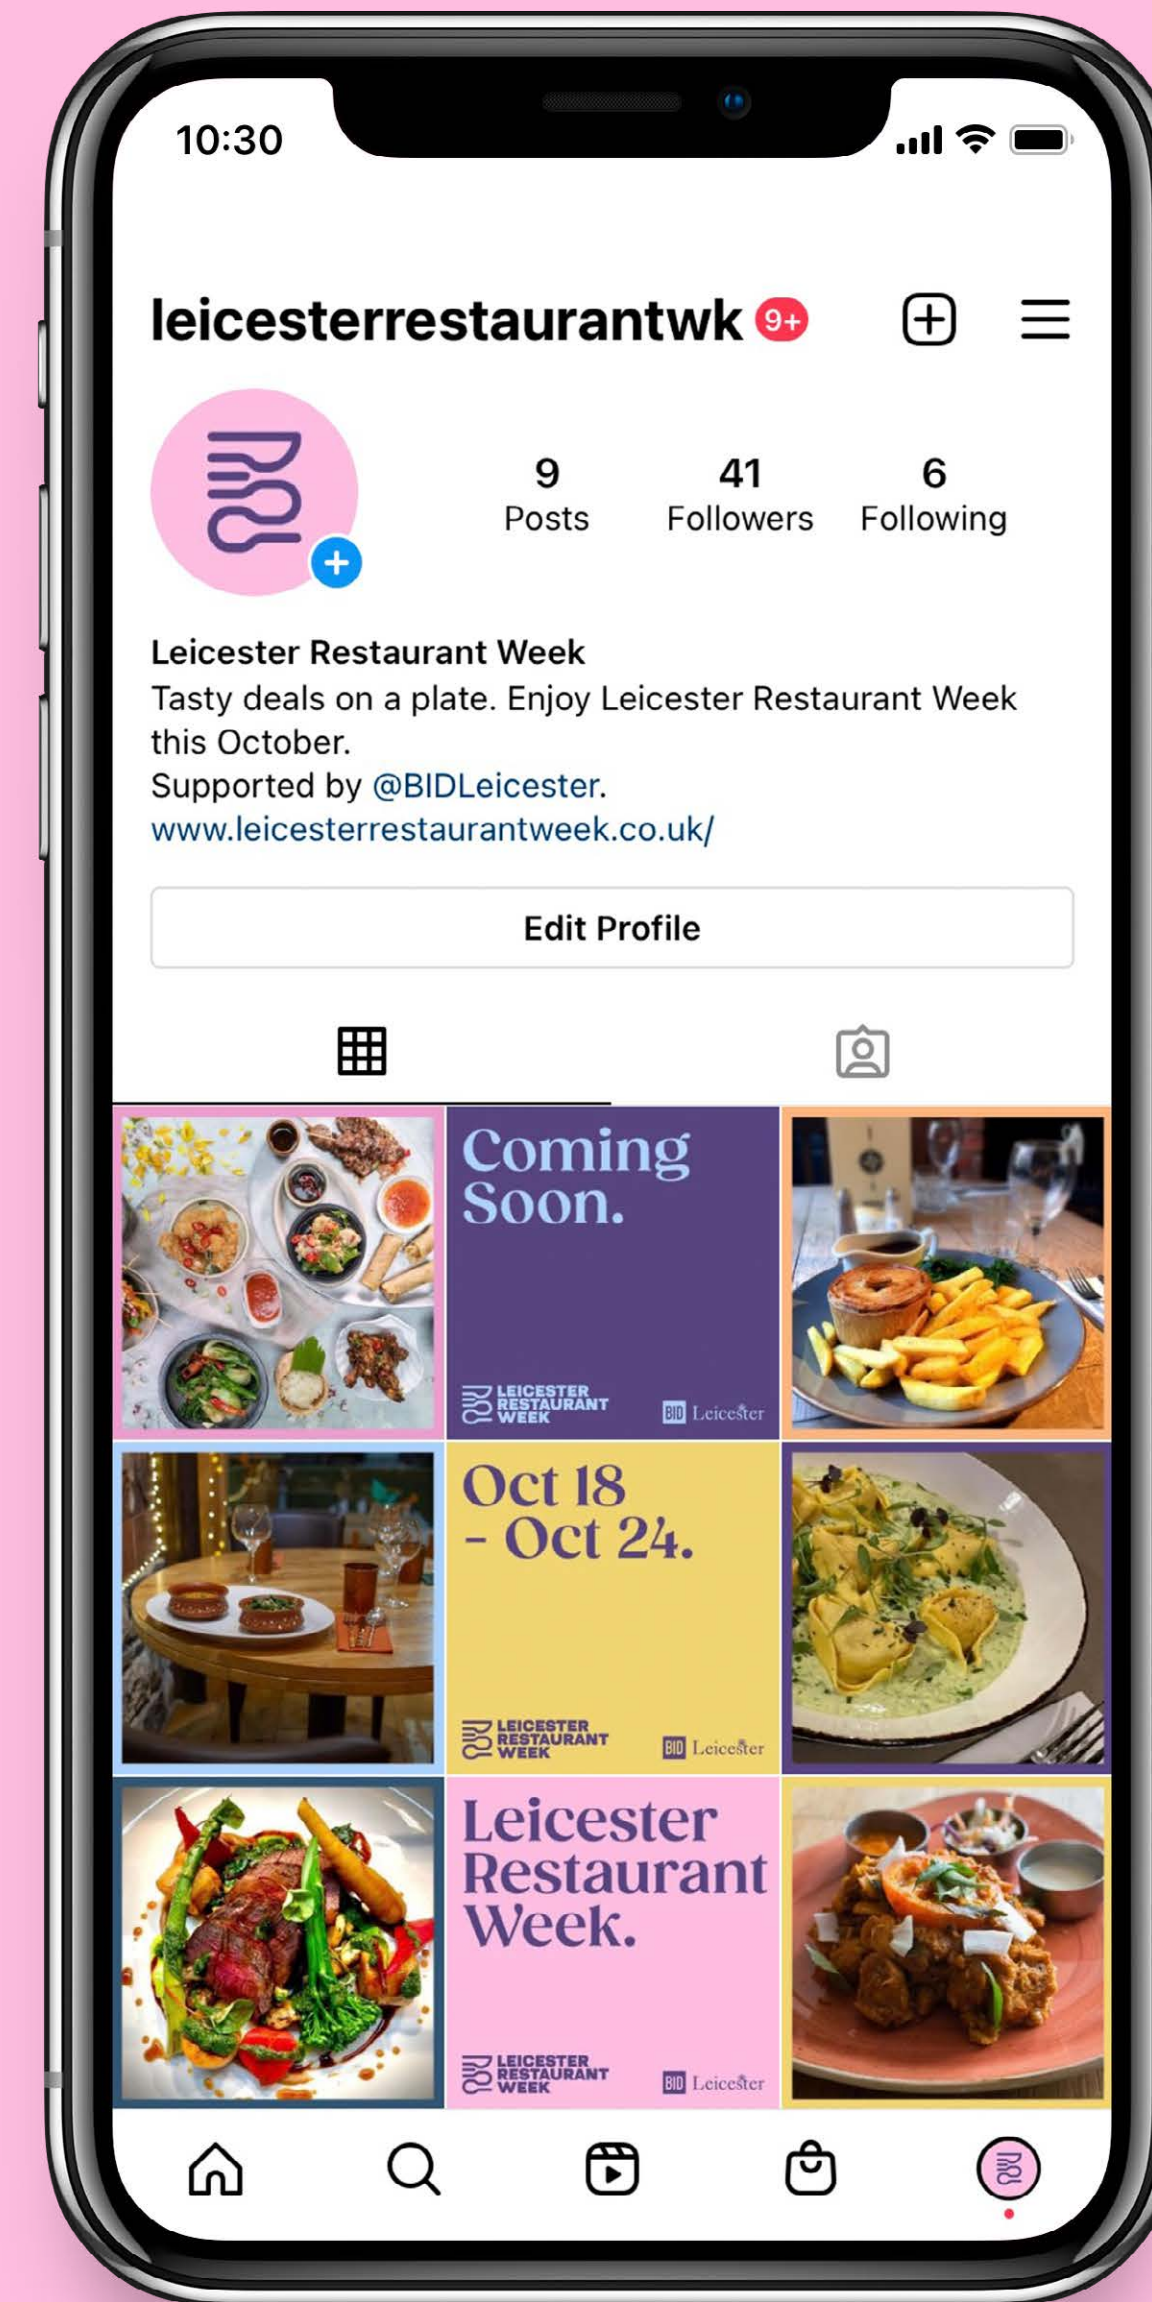 10:30
leicesterrestaurantwk 9+
9 41 6
Posts Followers Following
Leicester Restaurant Week
Tasty deals on a plate. Enjoy Leicester Restaurant Week
this October.
Supported by @BIDLeicester.
www.leicesterrestaurantweek.co.uk/
Edit Profile
Coming
Soon.
LEICESTER
RESTAURANT
WEEK
BID Leicester
Oct 18
- Oct 24.
LEICESTER
RESTAURANT
WEEK
BID Leicester
Leicester
Restaurant
Week.
LEICESTER
RESTAURANT
WEEK
BID Leicester